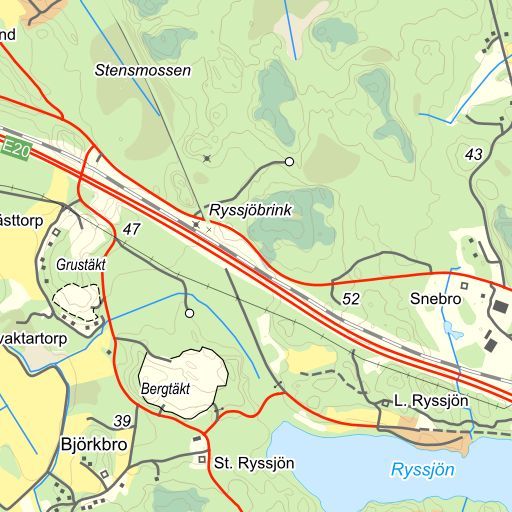 nd
Stensmossen
E20
43
Ryssjöbrink
ästtorp
47
Grustäkt
52
Snebro
vaktartorp
Bergtäkt
L. Ryssjön
39
Björkbro
St. Ryssjön
Ryssjön